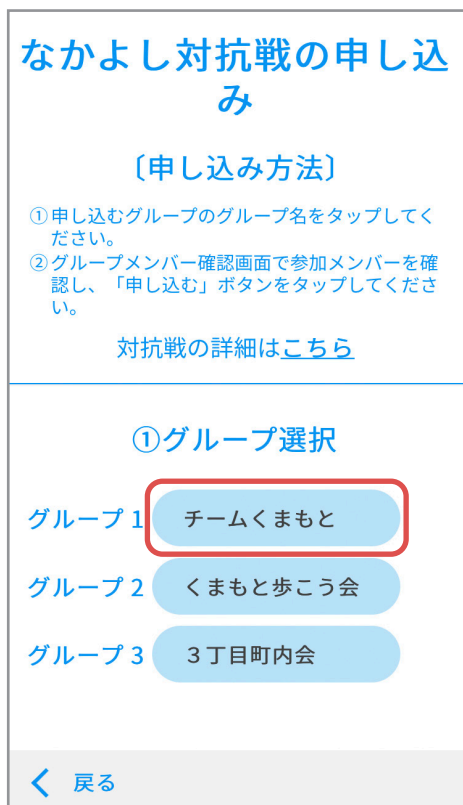 なかよし対抗戦の申し込
み
〔申し込み方法〕
①申し込むグループのグループ名をタップしてく
ださい。
②グループメンバー確認画面で参加メンバーを確
認し、「申し込む」ボタンをタップしてくださ
い。
対抗戦の詳細はこちら
①グループ選択
グループ 1 チームくまもと
グループ 2 くまもと歩こう会
グループ 3 ３丁目町内会
戻る